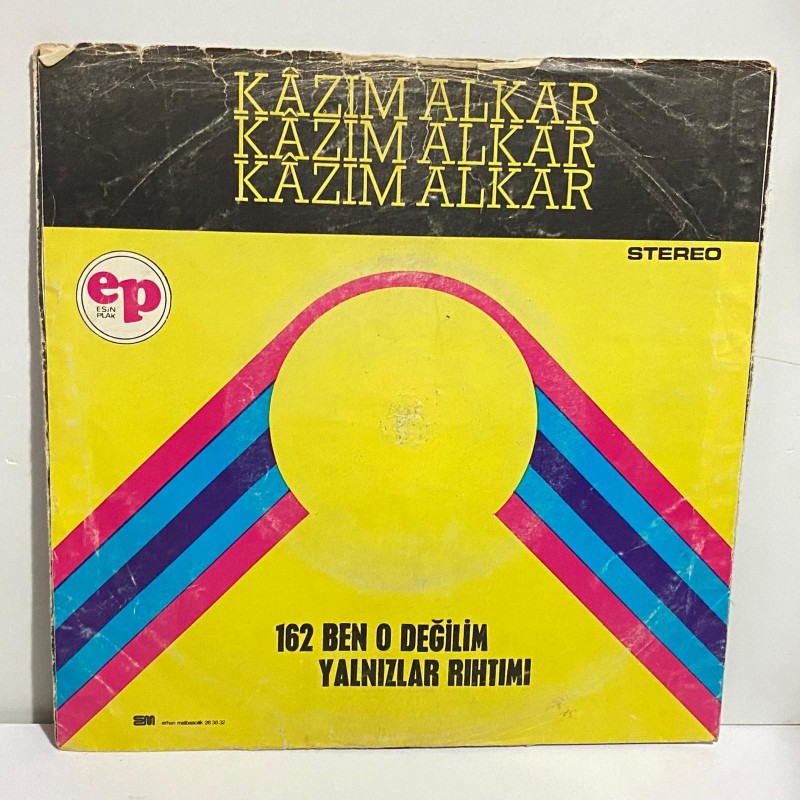 KÂZIM ALKAR
KÂZIM ALKAR
KÂZIM ALKAR
STEREO
ep
ESİN
PLAK
162 BEN O DEĞİLİM
YALNIZLAR RIHTIMI
EM erhan matbaacılık 26 38 32